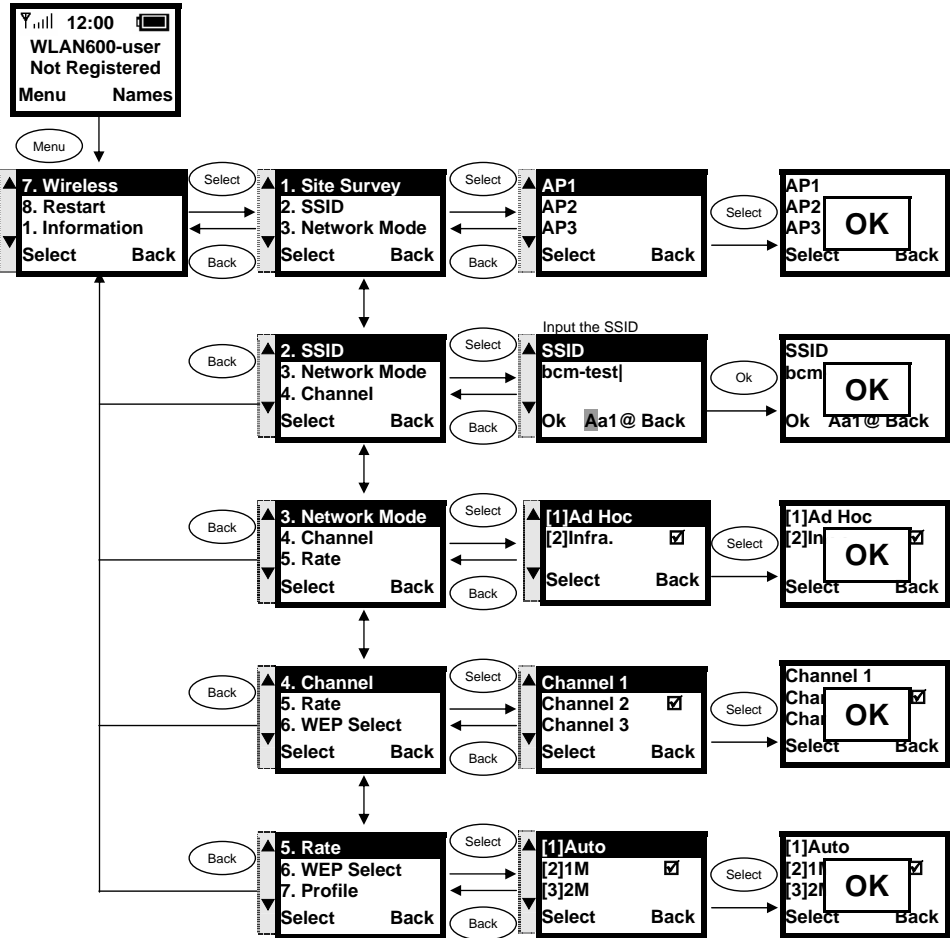 12:00
WLAN600-user
Not Registered
Menu Names
Menu
7. Wireless
8. Restart
1. Information
Select Back
Select
Back
1. Site Survey
2. SSID
3. Network Mode
Select Back
Select
Back
AP1
AP2
AP3
Select Back
Select
AP1
AP2
AP3
OK
Select Back
Back
2. SSID
3. Network Mode
4. Channel
Select Back
Select
Back
Input the SSID
SSID
bcm-test|
Ok Aa1@ Back
Ok
SSID
bcm
OK
Ok Aa1@ Back
Back
3. Network Mode
4. Channel
5. Rate
Select Back
Select
Back
[1]Ad Hoc
[2]Infra.
Select Back
Select
[1]Ad Hoc
[2]In
OK
Select Back
Back
4. Channel
5. Rate
6. WEP Select
Select Back
Select
Back
Channel 1
Channel 2
Channel 3
Select Back
Select
Channel 1
Cha
Cha
OK
Select Back
Back
5. Rate
6. WEP Select
7. Profile
Select Back
Select
Back
[1]Auto
[2]1M
[3]2M
Select Back
Select
[1]Auto
[2]1M
[3]2M
OK
Select Back